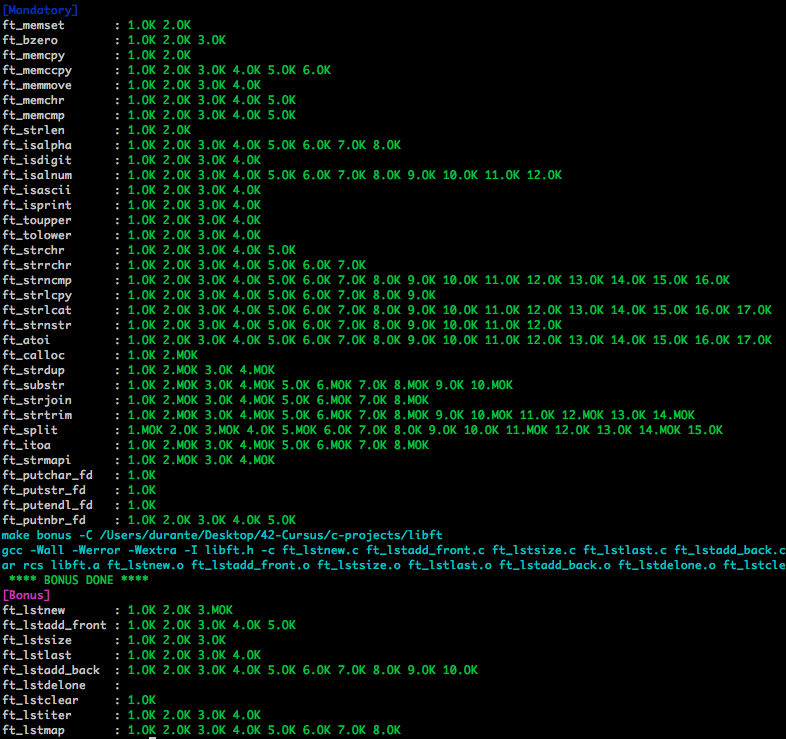 [Mandatory]
ft_memset : 1.OK 2.OK
ft_bzero : 1.OK 2.OK 3.OK
ft_memcpy : 1.OK 2.OK
ft_memccpy : 1.OK 2.OK 3.OK 4.OK 5.OK 6.OK
ft_memmove : 1.OK 2.OK 3.OK 4.OK
ft_memchr : 1.OK 2.OK 3.OK 4.OK 5.OK
ft_memcmp : 1.OK 2.OK 3.OK 4.OK 5.OK
ft_strlen : 1.OK 2.OK
ft_isalpha : 1.OK 2.OK 3.OK 4.OK 5.OK 6.OK 7.OK 8.OK
ft_isdigit : 1.OK 2.OK 3.OK 4.OK
ft_isalnum : 1.OK 2.OK 3.OK 4.OK 5.OK 6.OK 7.OK 8.OK 9.OK 10.OK 11.OK 12.OK
ft_isascii : 1.OK 2.OK 3.OK 4.OK
ft_isprint : 1.OK 2.OK 3.OK 4.OK
ft_toupper : 1.OK 2.OK 3.OK 4.OK
ft_tolower : 1.OK 2.OK 3.OK 4.OK
ft_strchr : 1.OK 2.OK 3.OK 4.OK 5.OK
ft_strrchr : 1.OK 2.OK 3.OK 4.OK 5.OK 6.OK 7.OK
ft_strncmp : 1.OK 2.OK 3.OK 4.OK 5.OK 6.OK 7.OK 8.OK 9.OK 10.OK 11.OK 12.OK 13.OK 14.OK 15.OK 16.OK
ft_strlcpy : 1.OK 2.OK 3.OK 4.OK 5.OK 6.OK 7.OK 8.OK 9.OK
ft_strlcat : 1.OK 2.OK 3.OK 4.OK 5.OK 6.OK 7.OK 8.OK 9.OK 10.OK 11.OK 12.OK 13.OK 14.OK 15.OK 16.OK 17.OK
ft_strnstr : 1.OK 2.OK 3.OK 4.OK 5.OK 6.OK 7.OK 8.OK 9.OK 10.OK 11.OK 12.OK
ft_atoi : 1.OK 2.OK 3.OK 4.OK 5.OK 6.OK 7.OK 8.OK 9.OK 10.OK 11.OK 12.OK 13.OK 14.OK 15.OK 16.OK 17.OK
ft_calloc : 1.OK 2.MOK
ft_strdup : 1.OK 2.MOK 3.OK 4.MOK
ft_substr : 1.OK 2.MOK 3.OK 4.MOK 5.OK 6.MOK 7.OK 8.MOK 9.OK 10.MOK
ft_strjoin : 1.OK 2.MOK 3.OK 4.MOK 5.OK 6.MOK 7.OK 8.MOK
ft_strtrim : 1.OK 2.MOK 3.OK 4.MOK 5.OK 6.MOK 7.OK 8.MOK 9.OK 10.MOK 11.OK 12.MOK 13.OK 14.MOK
ft_split : 1.MOK 2.OK 3.MOK 4.OK 5.MOK 6.OK 7.OK 8.OK 9.OK 10.OK 11.MOK 12.OK 13.OK 14.MOK 15.OK
ft_itoa : 1.OK 2.MOK 3.OK 4.MOK 5.OK 6.MOK 7.OK 8.MOK
ft_strmapi : 1.OK 2.MOK 3.OK 4.MOK
ft_putchar_fd : 1.OK
ft_putstr_fd : 1.OK
ft_putendl_fd : 1.OK
ft_putnbr_fd : 1.OK 2.OK 3.OK 4.OK 5.OK
make bonus -C /Users/durante/Desktop/42-Cursus/c-projects/libft
gcc -Wall -Werror -Wextra -I libft.h -c ft_lstnew.c ft_lstadd_front.c ft_lstsize.c ft_lstlast.c ft_lstadd_back.c
ar rcs libft.a ft_lstnew.o ft_lstadd_front.o ft_lstsize.o ft_lstlast.o ft_lstadd_back.o ft_lstdelone.o ft_lstcle
**** BONUS DONE ****
[Bonus]
ft_lstnew : 1.OK 2.OK 3.MOK
ft_lstadd_front : 1.OK 2.OK 3.OK 4.OK 5.OK
ft_lstsize : 1.OK 2.OK 3.OK
ft_lstlast : 1.OK 2.OK 3.OK 4.OK
ft_lstadd_back : 1.OK 2.OK 3.OK 4.OK 5.OK 6.OK 7.OK 8.OK 9.OK 10.OK
ft_lstdelone :
ft_lstclear : 1.OK
ft_lstiter : 1.OK 2.OK 3.OK 4.OK
ft_lstmap : 1.OK 2.OK 3.OK 4.OK 5.OK 6.OK 7.OK 8.OK